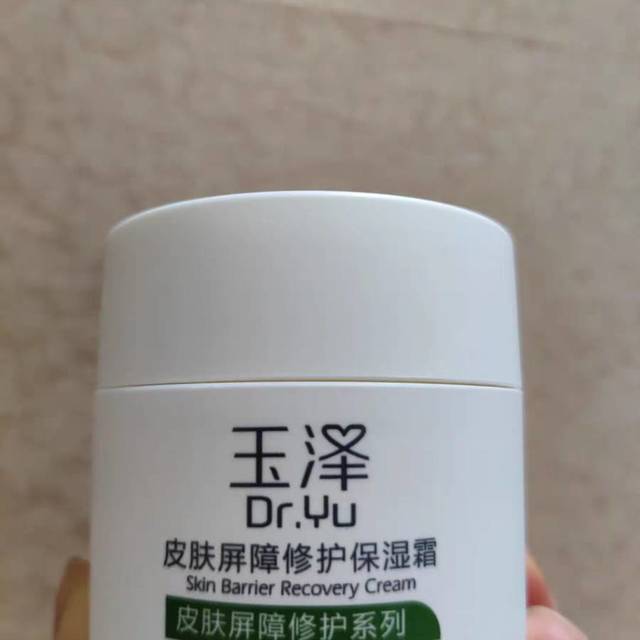 玉泽
Dr.Yu
皮肤屏障修护保湿霜
Skin Barrier Recovery Cream
皮肤屏障修护系列